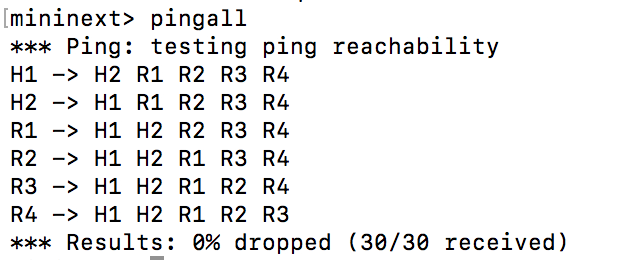 [mininext> pingall
*** Ping: testing ping reachability
H1 -> H2 R1 R2 R3 R4
H2 -> H1 R1 R2 R3 R4
R1 -> H1 H2 R2 R3 R4
R2 -> H1 H2 R1 R3 R4
R3 -> H1 H2 R1 R2 R4
R4 -> H1 H2 R1 R2 R3
*** Results: 0% dropped (30/30 received)